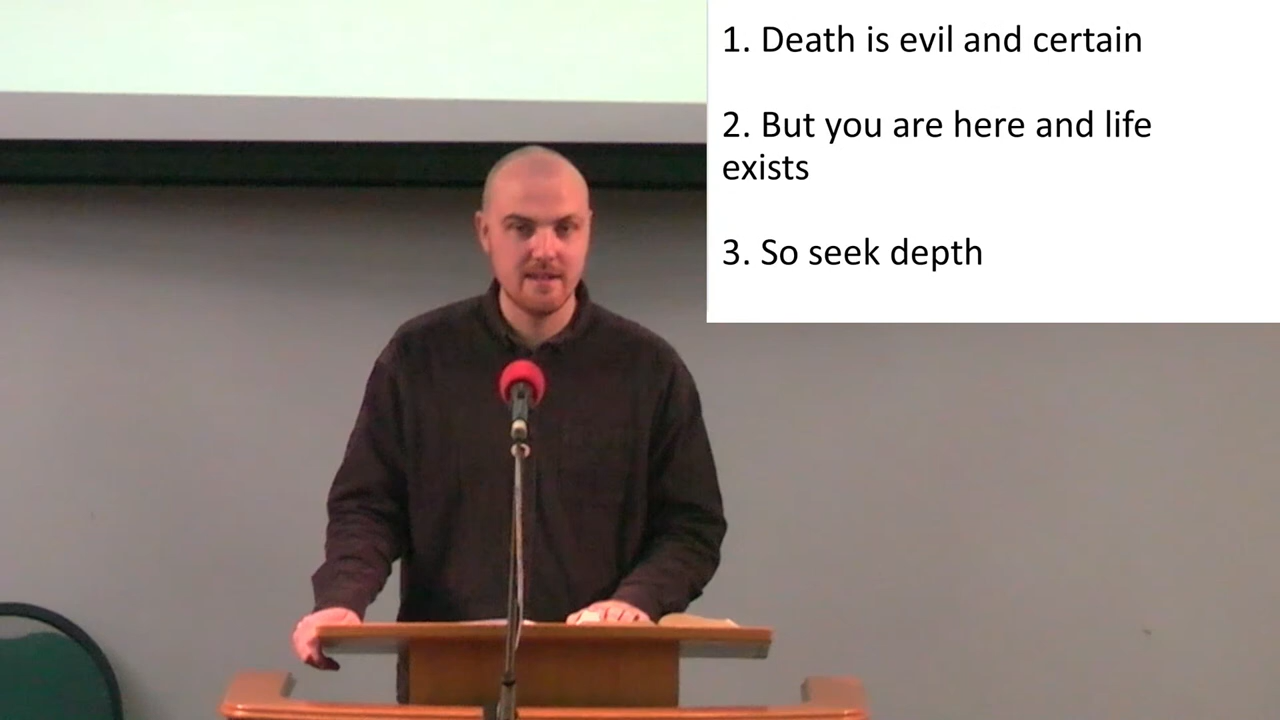 1. Death is evil and certain
2. But you are here and life
exists
3. So seek depth